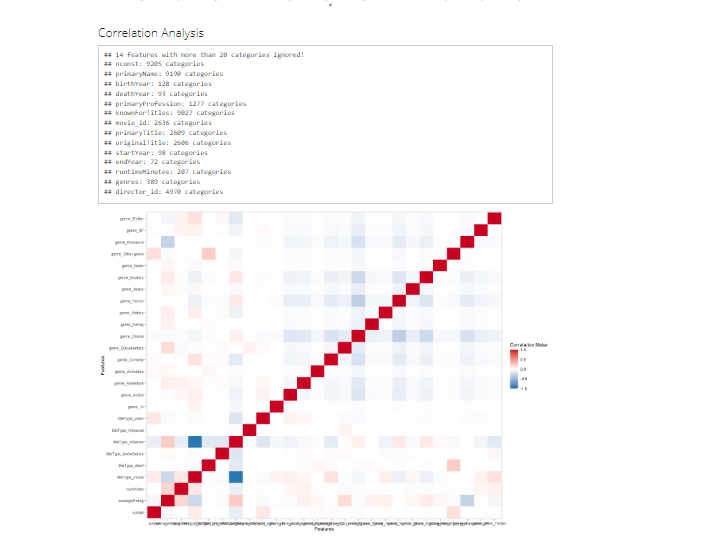 Correlation Analysis
## 14 features with more than 20 categories ignored!
## nconst: 9205 categories
## primaryName: 9190 categories
## birthYear: 128 categories
## deathYear: 93 categories
## primaryProfession: 1277 categories
## knownForTitles: 9027 categories
## movie_id: 2636 categories
## primaryTitle: 2609 categories
## originalTitle: 2606 categories
## startYear: 98 categories
## endYear: 72 categories
## runtimeMinutes: 207 categories
## genres: 389 categories
## director_id: 4970 categories
genre_Thriller
genre_Romance
genre_Other.genre
genre_News
genre_Mystery
genre_Music
genre_Horror
genre_History
genre_Family
genre_Drama
genre_Documentary
genre_Comedy
genre_Animation
genre_Adventure
genre_Action
titleType_video
titleType_tvSpecial
titleType_tvSeries
titleType_tvMiniSeries
titleType_short
titleType_movie
numVotes
averageRating
isAdult
Features
Features
Correlation Meter
1.0
0.5
0.0
-0.5
-1.0